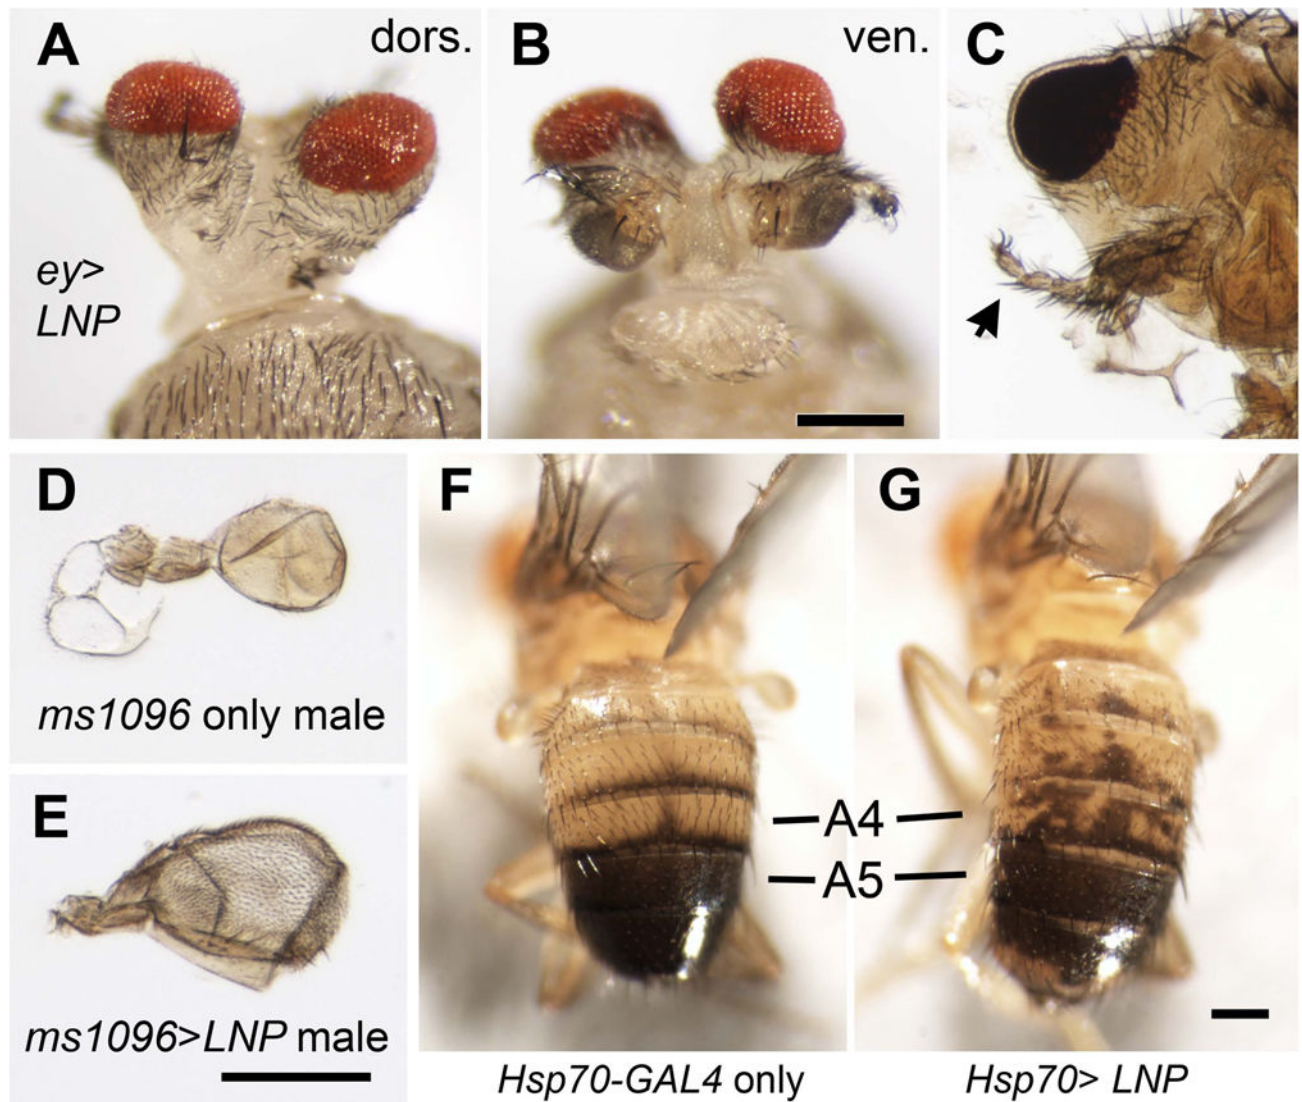 A dors.
B ven.
C
ey>
LNP
D
ms1096 only male
E
ms1096>LNP male
F
G
A4
A5
Hsp70-GAL4 only
Hsp70> LNP